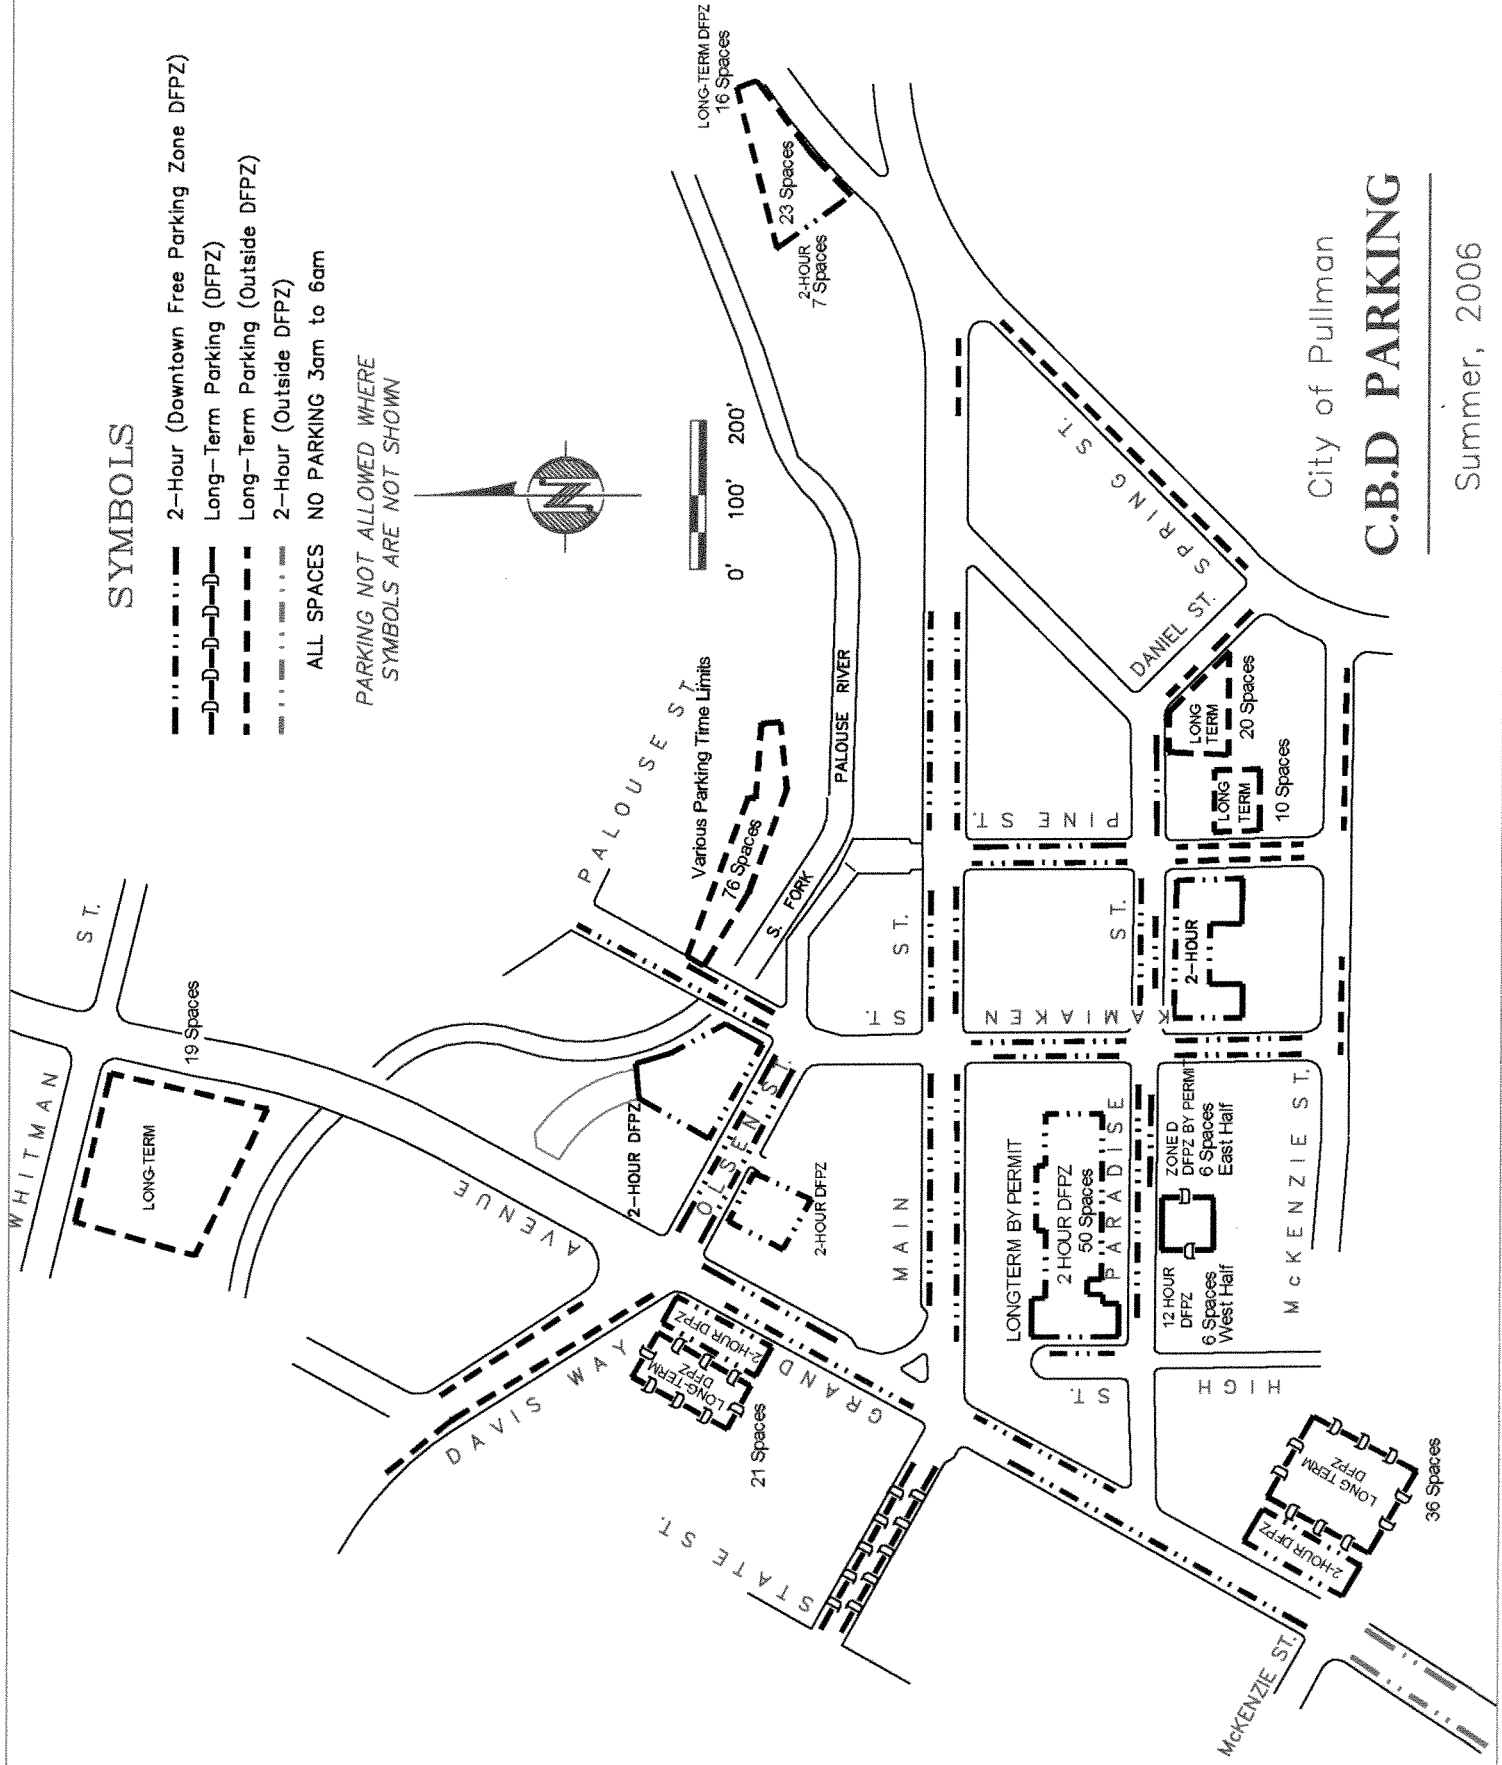 SYMBOLS
2-Hour (Downtown Free Parking Zone DFPZ)
D D D D Long-Term Parking (DFPZ)
Long-Term Parking (Outside DFPZ)
2-Hour (Outside DFPZ)
ALL SPACES NO PARKING 3am to 6am
PARKING NOT ALLOWED WHERE
SYMBOLS ARE NOT SHOWN
N
0' 100' 200'
WHITMAN ST.
LONG-TERM
19 Spaces
AVENUE
PALOUSE ST.
Various Parking Time Limits
76 Spaces
S. FORK PALOUSE RIVER
LONG-TERM DFPZ
16 Spaces
23 Spaces
2-HOUR
7 Spaces
DAVIS WAY
2-HOUR DFPZ
OLSEN ST.
2-HOUR DFPZ
2-HOUR DFPZ
LONG-TERM
DFPZ
21 Spaces
GRAND
STATE ST.
MAIN ST.
KAMIAKEN ST.
PINE ST.
SPRING ST.
DANIEL ST.
LONGTERM BY PERMIT
2 HOUR DFPZ
50 Spaces
PARADISE ST.
HIGH ST.
12 HOUR
DFPZ
6 Spaces
West Half
ZONE D
DFPZ BY PERMIT
6 Spaces
East Half
2-HOUR
LONG
TERM
10 Spaces
LONG
TERM
20 Spaces
McKENZIE ST.
LONG TERM
DFPZ
2-HOUR DFPZ
36 Spaces
McKENZIE ST.
City of Pullman
C.B.D PARKING
Summer, 2006